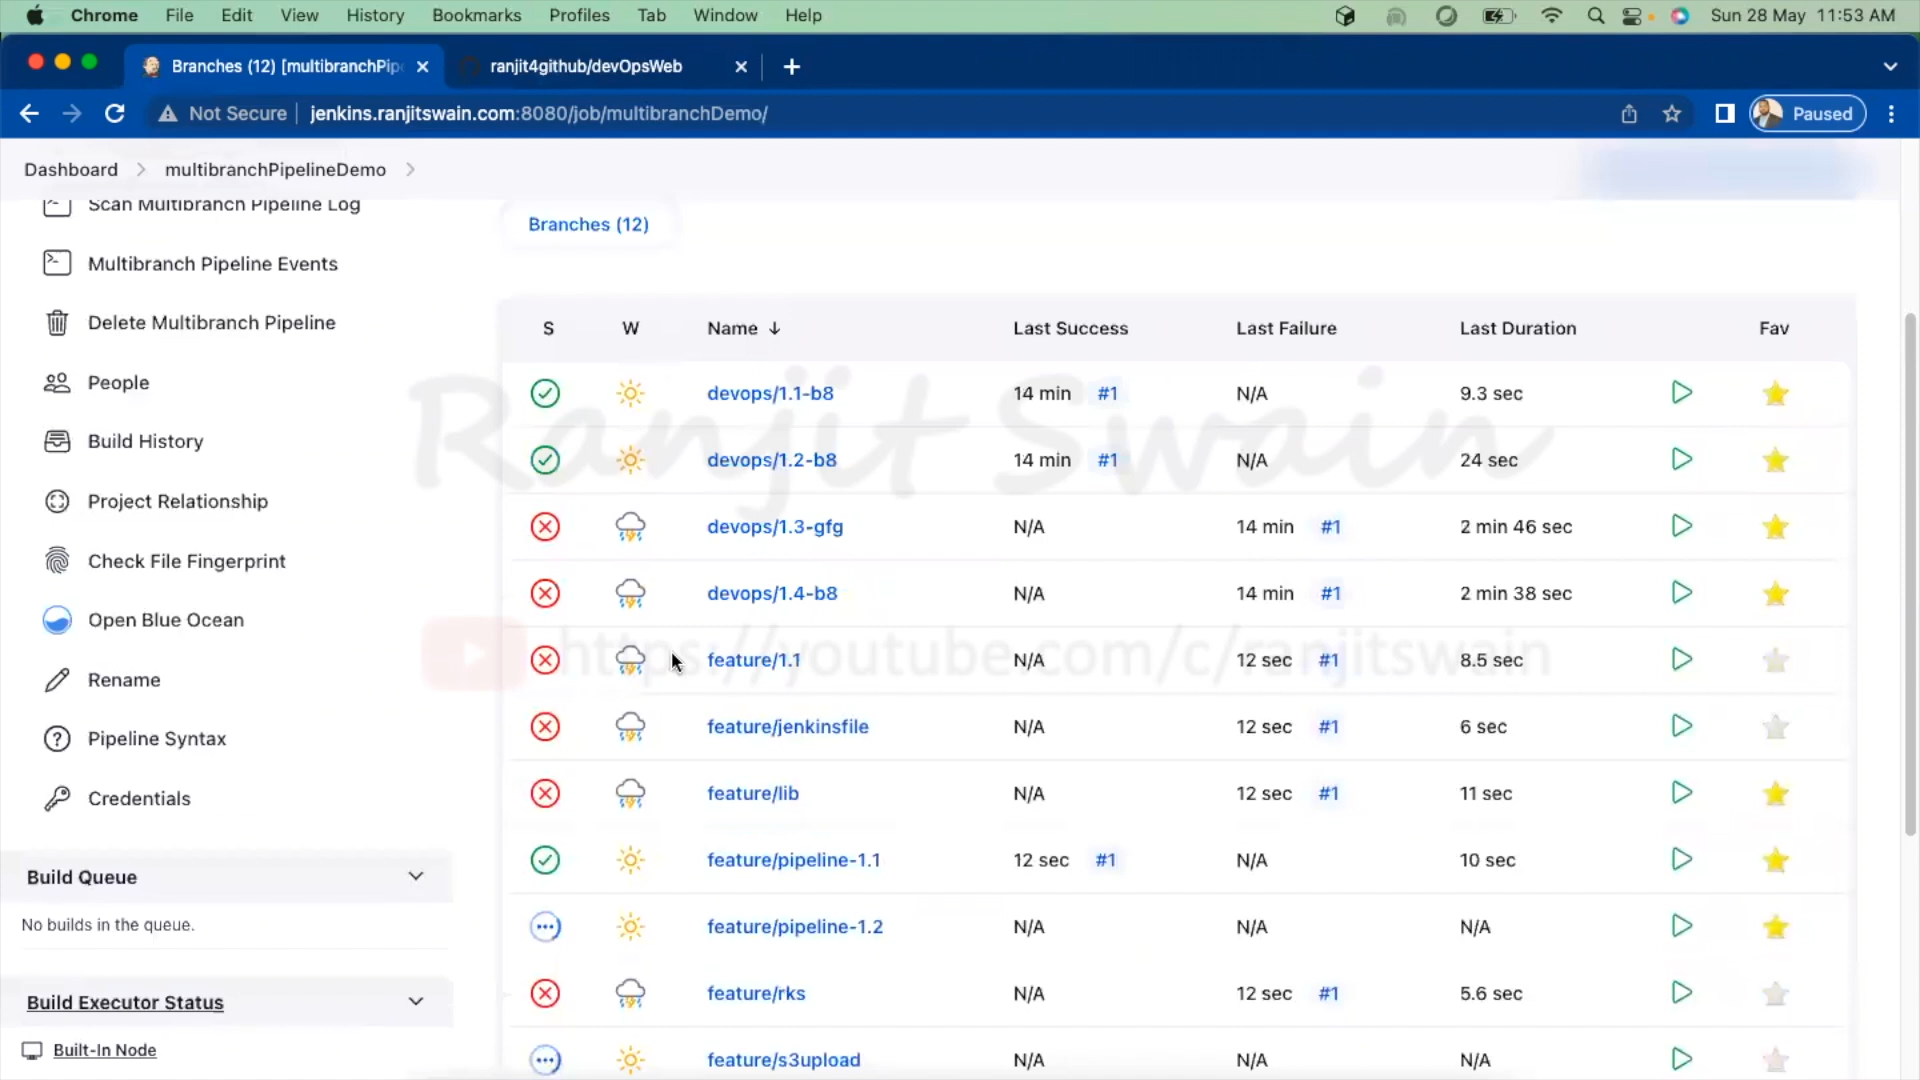 Chrome File Edit View History Bookmarks Profiles Tab Window Help Sun 28 May 11:53 AM
Branches (12) [multibranchPip ranjit4github/devOpsWeb
Not Secure jenkins.ranjitswain.com:8080/job/multibranchDemo/ Paused
Dashboard multibranchPipelineDemo
Scan Multibranch Pipeline Log
Multibranch Pipeline Events
Delete Multibranch Pipeline
People
Build History
Project Relationship
Check File Fingerprint
Open Blue Ocean
Rename
Pipeline Syntax
Credentials
Build Queue
No builds in the queue.
Build Executor Status
Built-In Node
Branches (12)
S W Name ↓ Last Success Last Failure Last Duration Fav
devops/1.1-b8 14 min #1 N/A 9.3 sec
devops/1.2-b8 14 min #1 N/A 24 sec
devops/1.3-gfg N/A 14 min #1 2 min 46 sec
devops/1.4-b8 N/A 14 min #1 2 min 38 sec
feature/1.1 N/A 12 sec #1 8.5 sec
feature/jenkinsfile N/A 12 sec #1 6 sec
feature/lib N/A 12 sec #1 11 sec
feature/pipeline-1.1 12 sec #1 N/A 10 sec
feature/pipeline-1.2 N/A N/A N/A
feature/rks N/A 12 sec #1 5.6 sec
feature/s3upload N/A N/A N/A
Ranjit Swain
https://youtube.com/c/ranjitswain